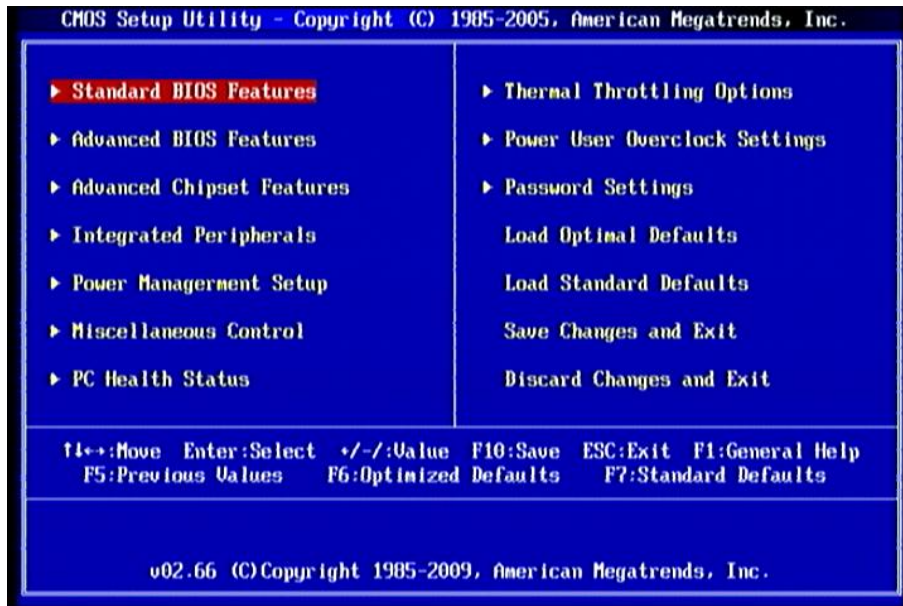 CMOS Setup Utility - Copyright (C) 1985-2005, American Megatrends, Inc.
▶ Standard BIOS Features
▶ Advanced BIOS Features
▶ Advanced Chipset Features
▶ Integrated Peripherals
▶ Power Managerment Setup
▶ Miscellaneous Control
▶ PC Health Status
▶ Thermal Throttling Options
▶ Power User Overclock Settings
▶ Password Settings
Load Optimal Defaults
Load Standard Defaults
Save Changes and Exit
Discard Changes and Exit
↑↓←→:Move Enter:Select +/-/:Value F10:Save ESC:Exit F1:General Help
F5:Previous Values F6:Optimized Defaults F7:Standard Defaults
v02.66 (C)Copyright 1985-2009, American Megatrends, Inc.